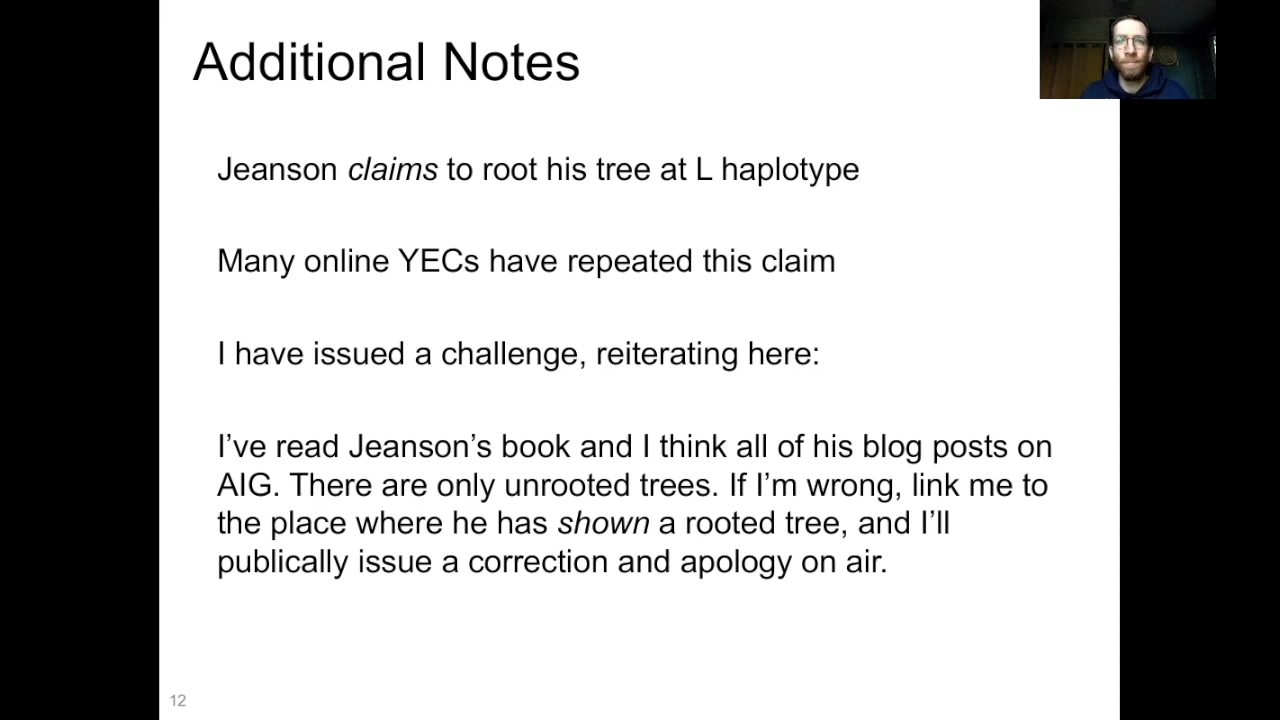 Additional Notes
Jeanson claims to root his tree at L haplotype
Many online YECs have repeated this claim
I have issued a challenge, reiterating here:
I’ve read Jeanson’s book and I think all of his blog posts on
AIG. There are only unrooted trees. If I’m wrong, link me to
the place where he has shown a rooted tree, and I’ll
publically issue a correction and apology on air.
12